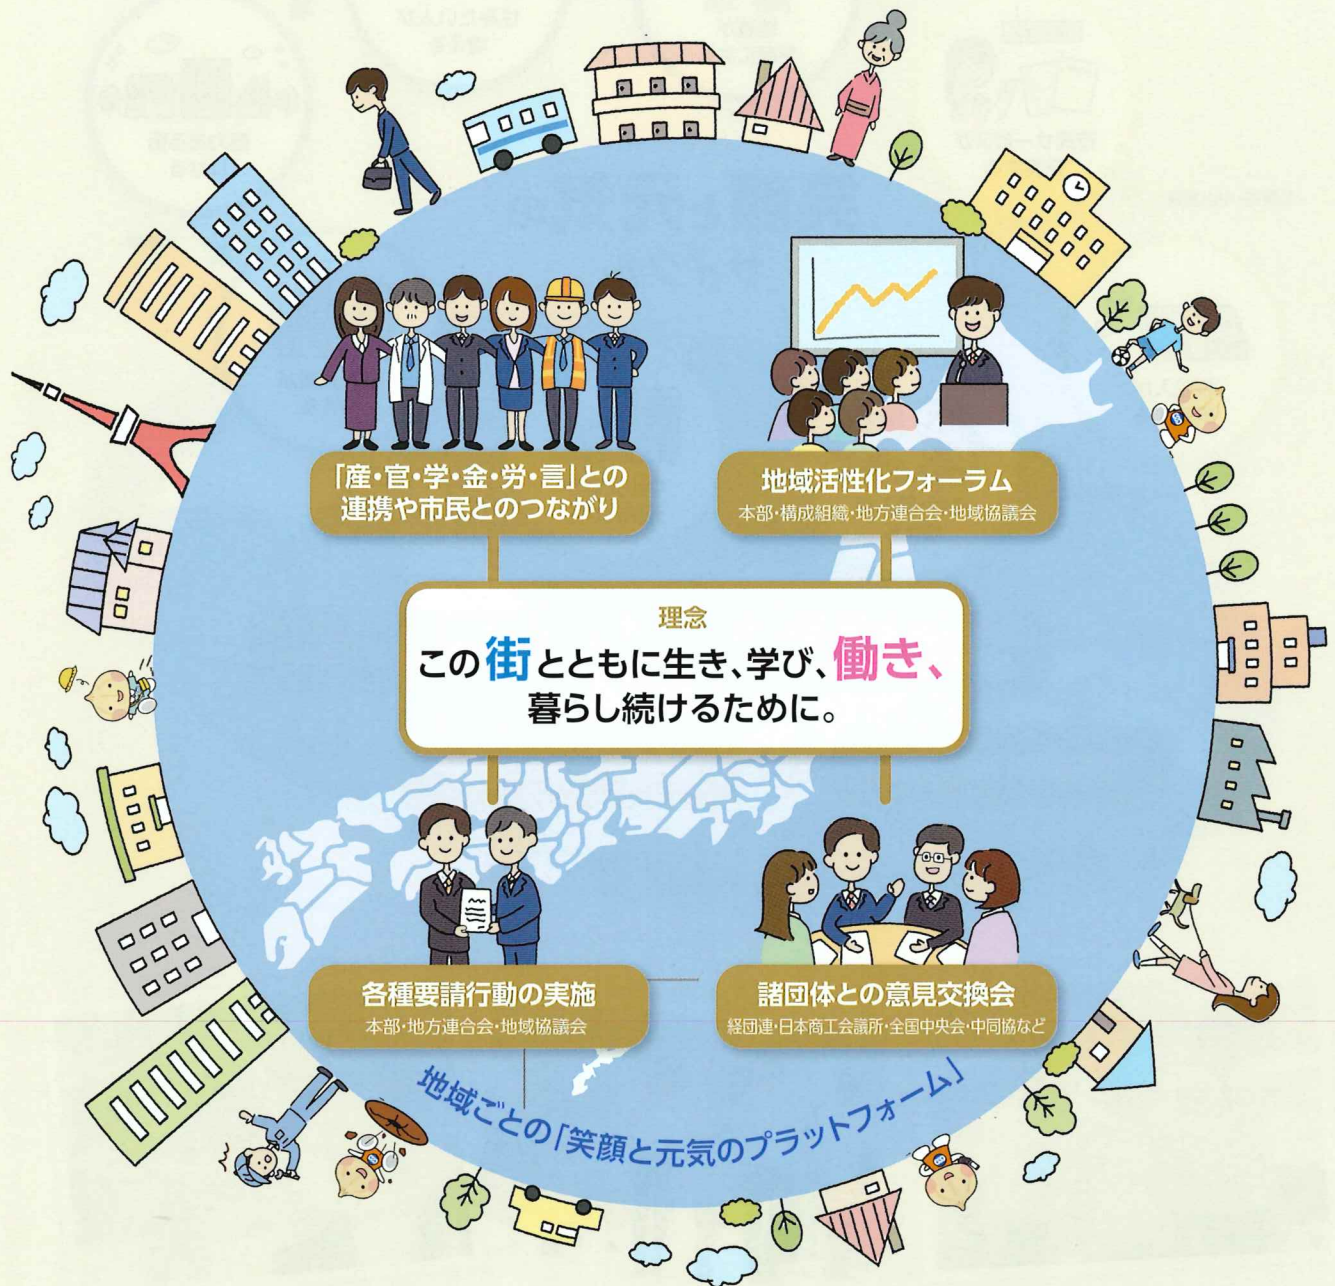 「産・官・学・金・労・言」との
連携や市民とのつながり
地域活性化フォーラム
本部・構成組織・地方連合会・地域協議会
理念
この街とともに生き、学び、働き、
暮らし続けるために。
各種要請行動の実施
本部・地方連合会・地域協議会
諸団体との意見交換会
経団連・日本商工会議所・全国中央会・中同協など
地域ごとの「笑顔と元気のプラットフォーム」